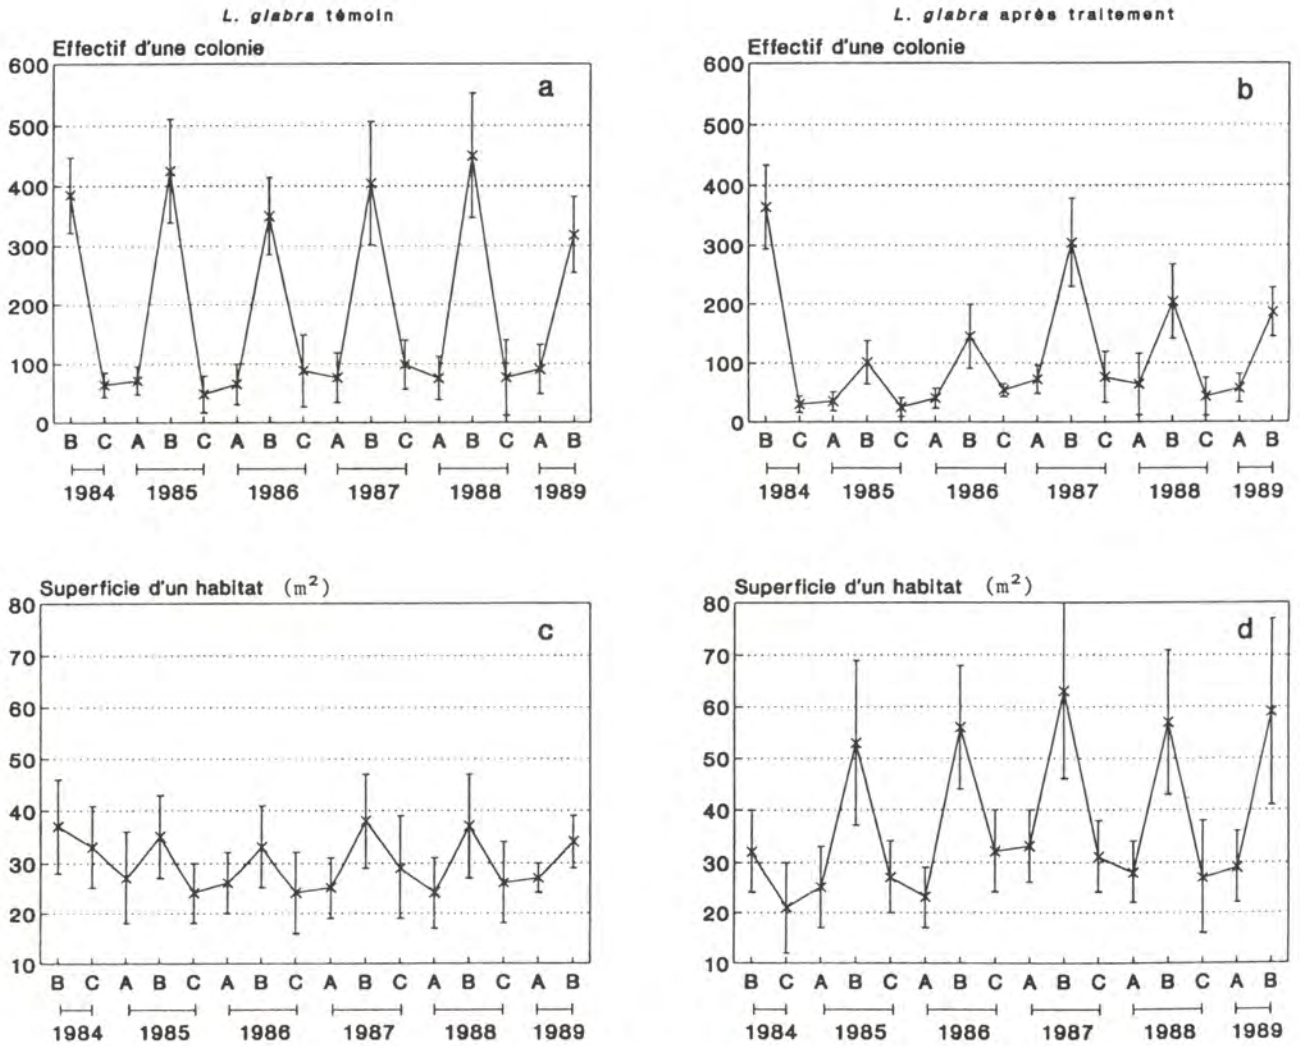 L. glabra témoin
Effectif d'une colonie
a
600
500
400
300
200
100
0
B C A B C A B C A B C A B C A B
1984 1985 1986 1987 1988 1989
L. glabra après traitement
Effectif d'une colonie
b
600
500
400
300
200
100
0
B C A B C A B C A B C A B C A B
1984 1985 1986 1987 1988 1989
Superficie d'un habitat (m²)
c
80
70
60
50
40
30
20
10
B C A B C A B C A B C A B C A B
1984 1985 1986 1987 1988 1989
Superficie d'un habitat (m²)
d
80
70
60
50
40
30
20
10
B C A B C A B C A B C A B C A B
1984 1985 1986 1987 1988 1989